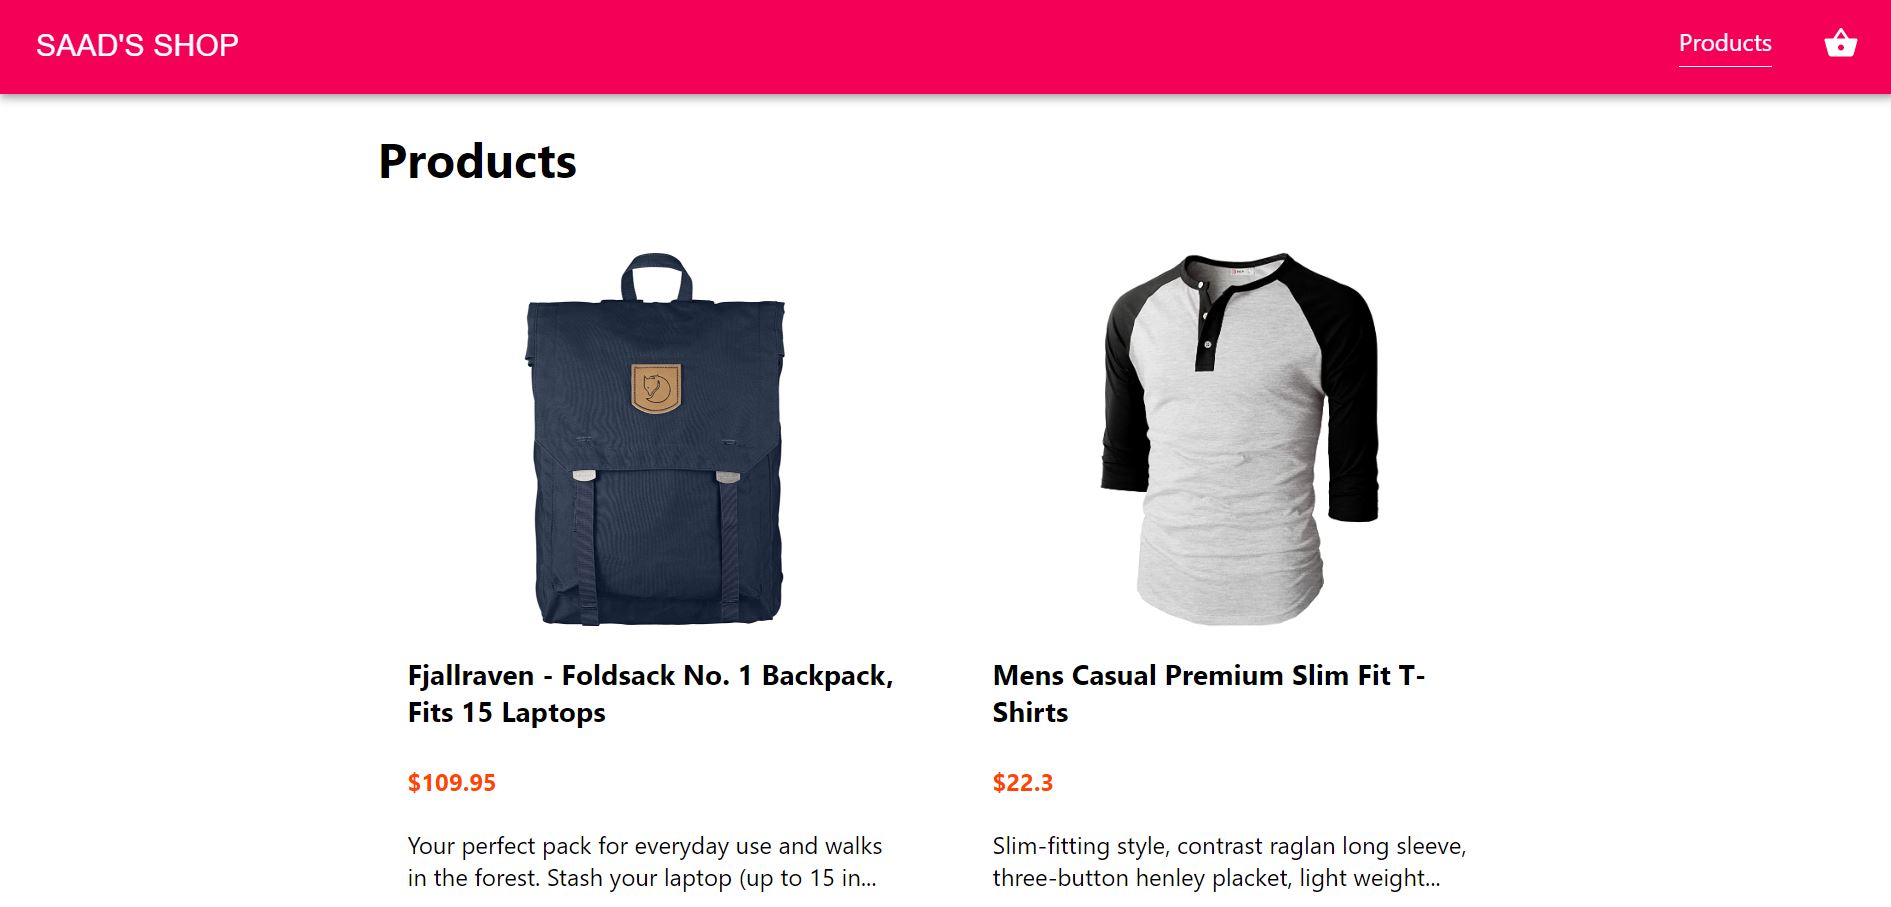 SAAD'S SHOP
Products
Products
Fjallraven - Foldsack No. 1 Backpack,
Fits 15 Laptops
$109.95
Your perfect pack for everyday use and walks
in the forest. Stash your laptop (up to 15 in...
Mens Casual Premium Slim Fit T-
Shirts
$22.3
Slim-fitting style, contrast raglan long sleeve,
three-button henley placket, light weight...